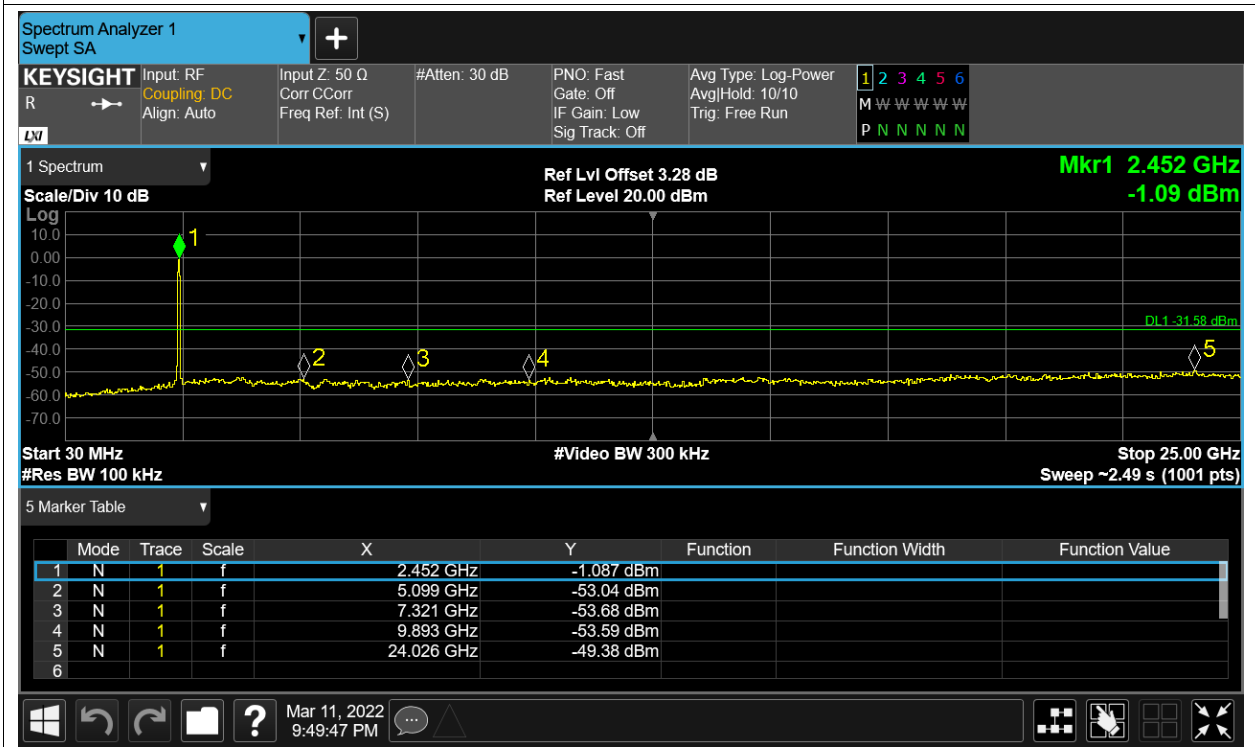 Spectrum Analyzer 1
Swept SA
KEYSIGHT Input: RF Input Z: 50 Ω #Atten: 30 dB PNO: Fast Avg Type: Log-Power 1 2 3 4 5 6
R Coupling: DC Corr CCorr Gate: Off Avg|Hold: 10/10 M W W W W W
Align: Auto Freq Ref: Int (S) IF Gain: Low Trig: Free Run
LXI Sig Track: Off P N N N N N
1 Spectrum Ref Lvl Offset 3.28 dB Mkr1 2.452 GHz
Scale/Div 10 dB Ref Level 20.00 dBm -1.09 dBm
Log
10.0 1
0.00
-10.0
-20.0
-30.0 DL1 -31.58 dBm
-40.0 2 3 4 5
-50.0
-60.0
-70.0
Start 30 MHz #Video BW 300 kHz Stop 25.00 GHz
#Res BW 100 kHz Sweep ~2.49 s (1001 pts)
5 Marker Table
Mode Trace Scale X Y Function Function Width Function Value
1 N 1 f 2.452 GHz -1.087 dBm
2 N 1 f 5.099 GHz -53.04 dBm
3 N 1 f 7.321 GHz -53.68 dBm
4 N 1 f 9.893 GHz -53.59 dBm
5 N 1 f 24.026 GHz -49.38 dBm
6
? Mar 11, 2022
9:49:47 PM